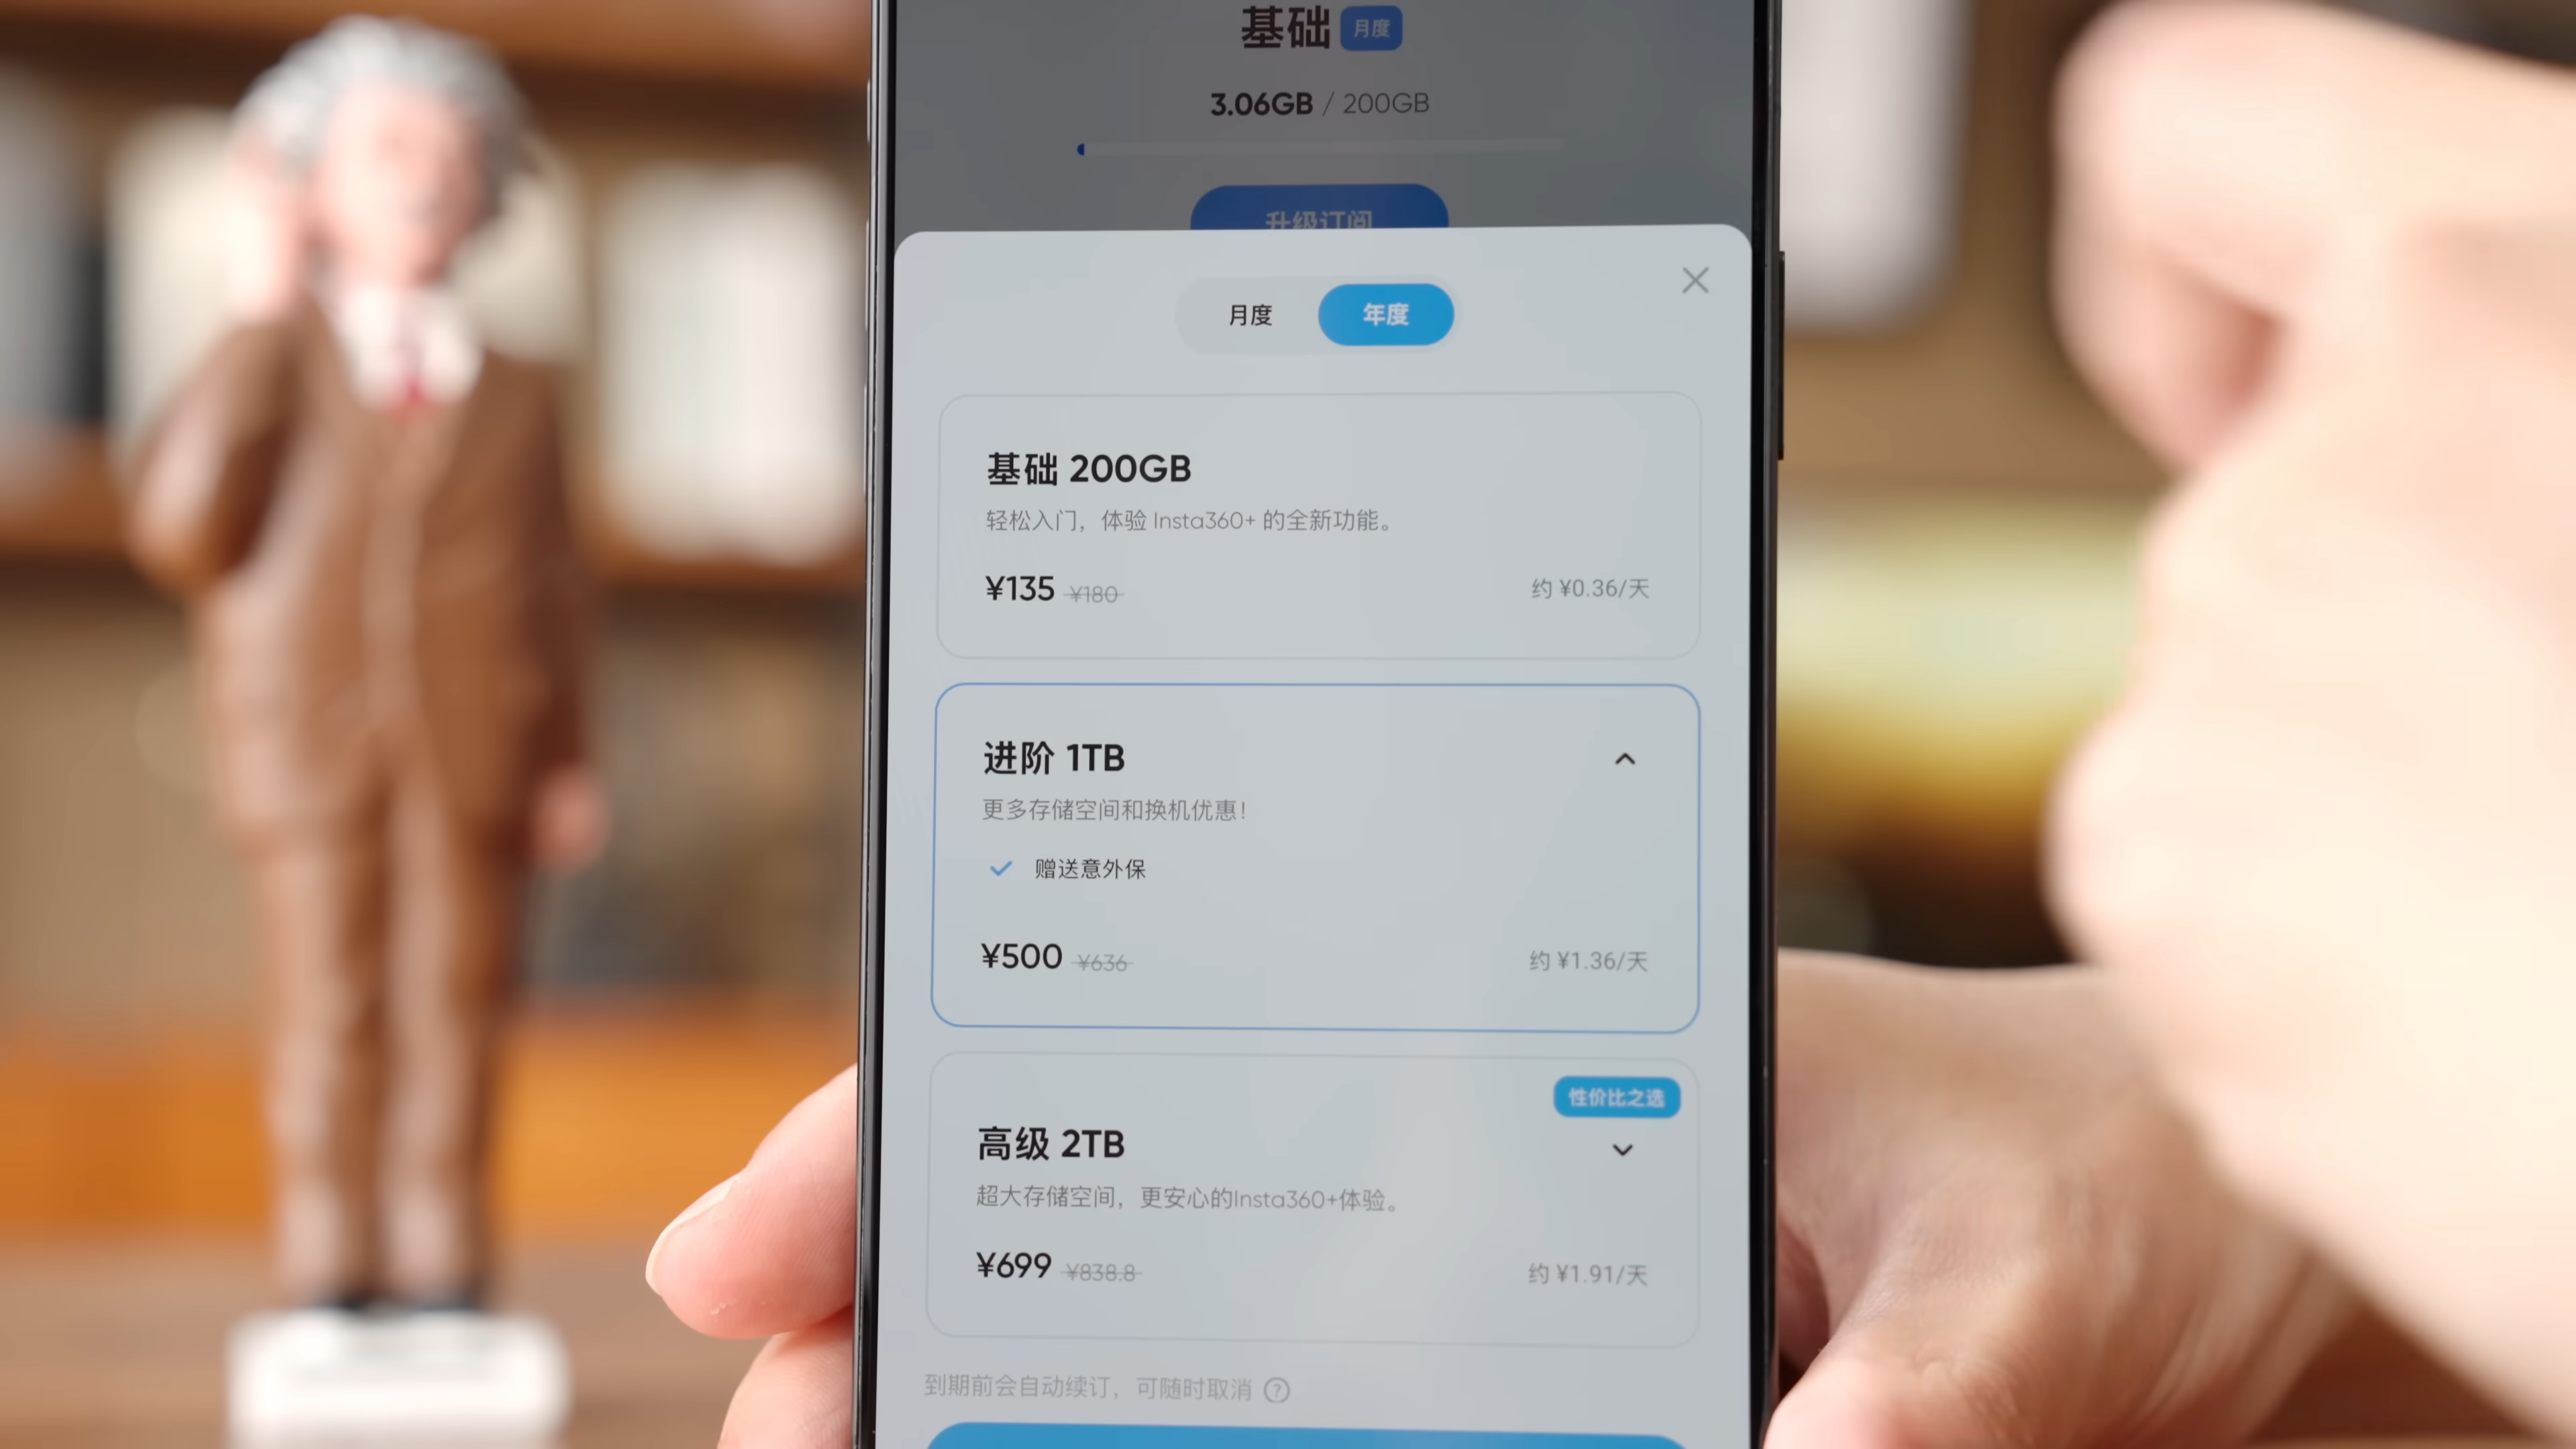 基础 月度
3.06GB / 200GB
升级订阅
月度 年度
基础 200GB
轻松入门，体验 Insta360+ 的全新功能。
¥135 ¥180 约 ¥0.36/天
进阶 1TB
更多存储空间和换机优惠！
赠送意外保
¥500 ¥636 约 ¥1.36/天
性价比之选
高级 2TB
超大存储空间，更安心的Insta360+体验。
¥699 ¥838.8 约 ¥1.91/天
到期前会自动续订，可随时取消 ?